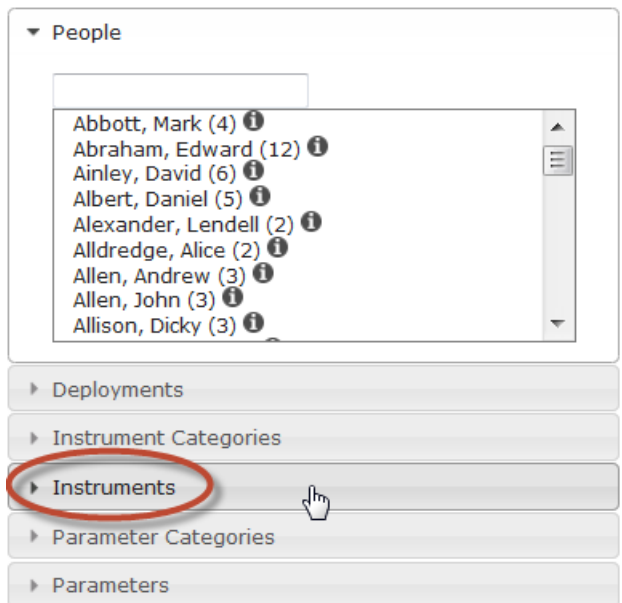 People
Abbott, Mark (4)
Abraham, Edward (12)
Ainley, David (6)
Albert, Daniel (5)
Alexander, Lendell (2)
Alldredge, Alice (2)
Allen, Andrew (3)
Allen, John (3)
Allison, Dicky (3)
Deployments
Instrument Categories
Instruments
Parameter Categories
Parameters